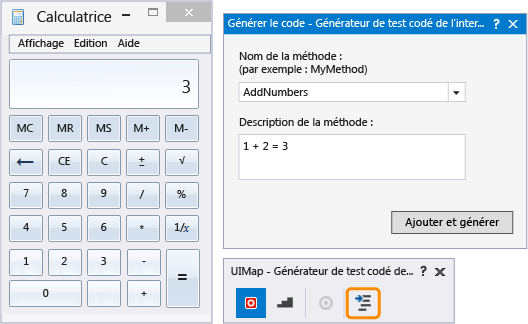 Calculatrice
Affichage Edition Aide
3
MC MR MS M+ M-
← CE C ± √
7 8 9 / %
4 5 6 * 1/x
1 2 3 - =
0 . +
Générer le code - Générateur de test codé de l'inter... ? X
Nom de la méthode :
(par exemple : MyMethod)
AddNumbers
Description de la méthode :
1 + 2 = 3
Ajouter et générer
UIMap - Générateur de test codé de... ? X